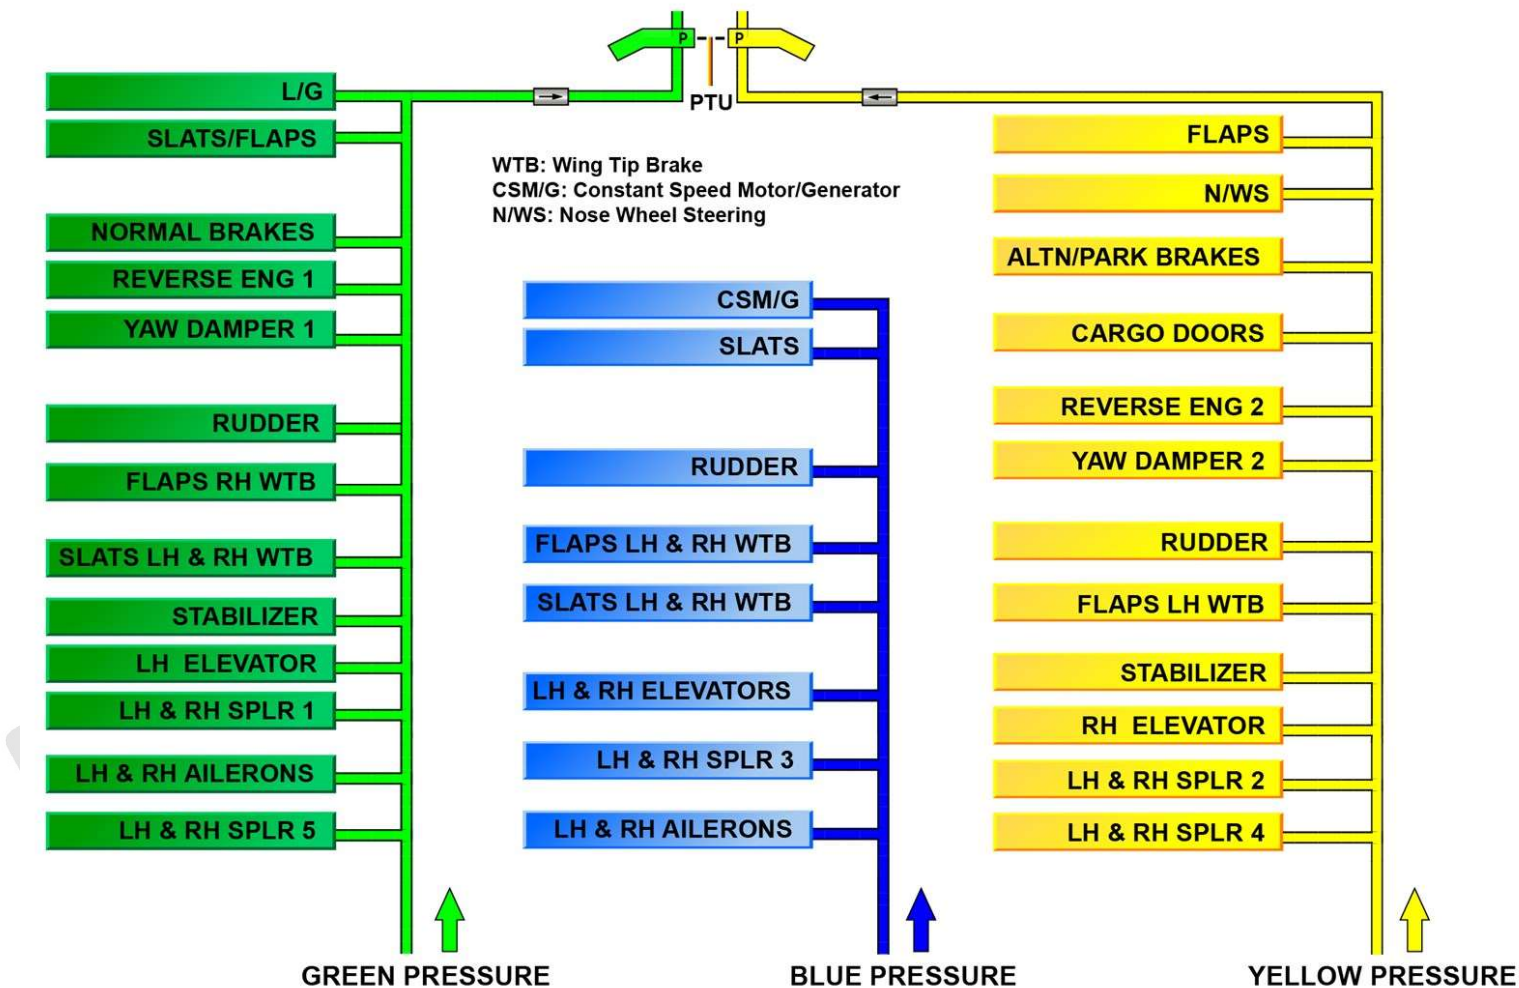 P
P
PTU
L/G
SLATS/FLAPS
NORMAL BRAKES
REVERSE ENG 1
YAW DAMPER 1
RUDDER
FLAPS RH WTB
SLATS LH & RH WTB
STABILIZER
LH ELEVATOR
LH & RH SPLR 1
LH & RH AILERONS
LH & RH SPLR 5
GREEN PRESSURE
WTB: Wing Tip Brake
CSM/G: Constant Speed Motor/Generator
N/WS: Nose Wheel Steering
CSM/G
SLATS
RUDDER
FLAPS LH & RH WTB
SLATS LH & RH WTB
LH & RH ELEVATORS
LH & RH SPLR 3
LH & RH AILERONS
BLUE PRESSURE
FLAPS
N/WS
ALTN/PARK BRAKES
CARGO DOORS
REVERSE ENG 2
YAW DAMPER 2
RUDDER
FLAPS LH WTB
STABILIZER
RH ELEVATOR
LH & RH SPLR 2
LH & RH SPLR 4
YELLOW PRESSURE